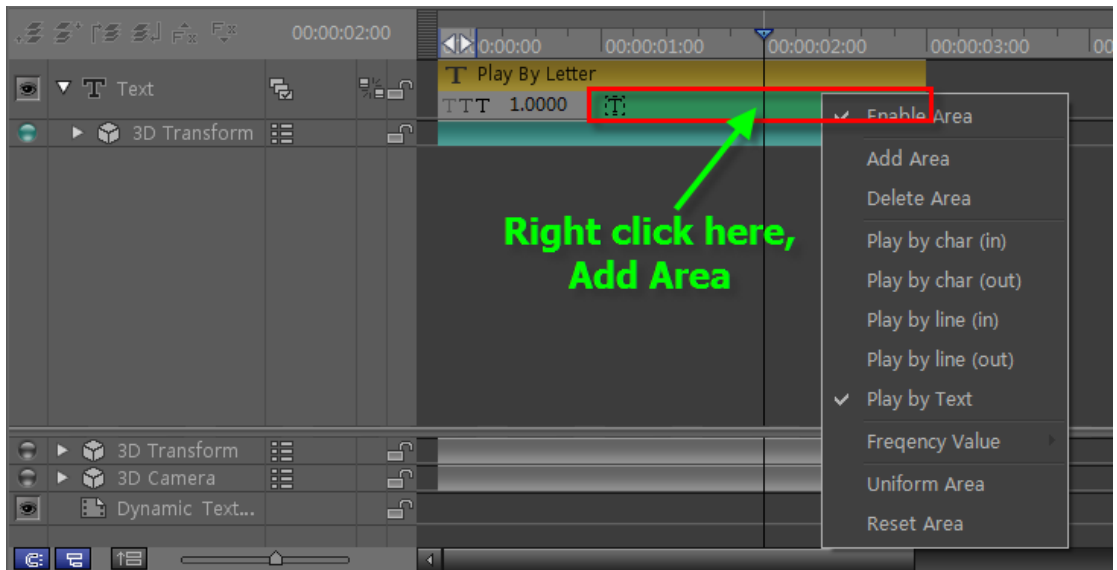 00:00:02:00
0:00:00 00:00:01:00 00:00:02:00 00:00:03:00 00
T Text
T Play By Letter
TTT 1.0000 [T]
3D Transform
Right click here,
Add Area
Enable Area
Add Area
Delete Area
Play by char (in)
Play by char (out)
Play by line (in)
Play by line (out)
Play by Text
Freqency Value
Uniform Area
Reset Area
3D Transform
3D Camera
Dynamic Text...